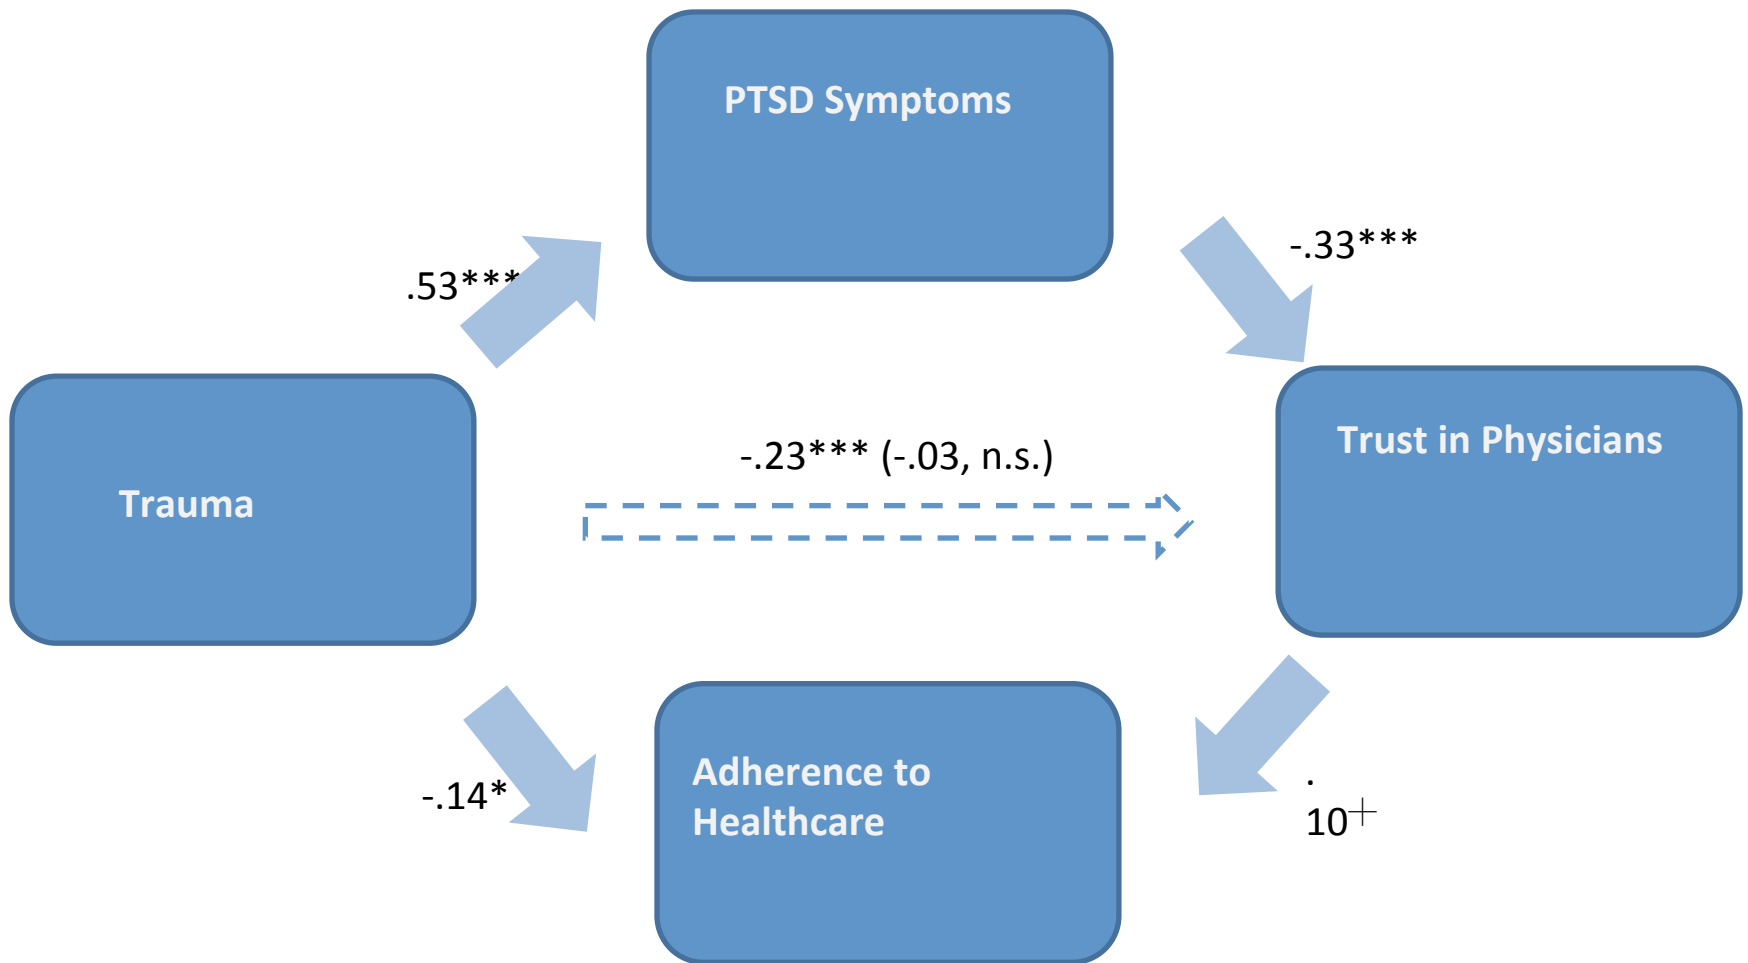 PTSD Symptoms
-.33***
.53***
Trust in Physicians
-.23*** (-.03, n.s.)
Trauma
Adherence to
Healthcare
-.14*
.
10+